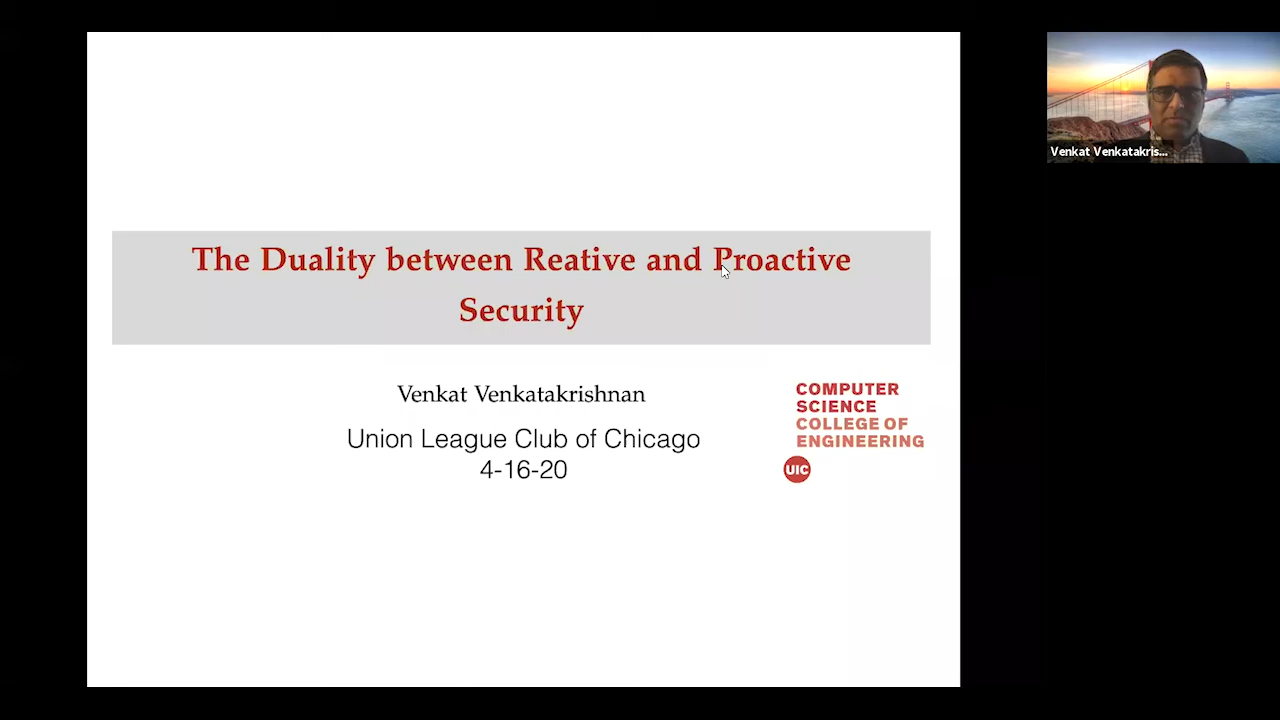 The Duality between Reative and Proactive
Security
Venkat Venkatakrishnan
Union League Club of Chicago
4-16-20
COMPUTER
SCIENCE
COLLEGE OF
ENGINEERING
UIC
Venkat Venkatakris...